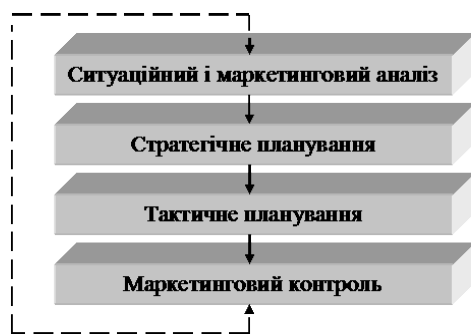 Ситуаційний і маркетинговий аналіз
Стратегічне планування
Тактичне планування
Маркетинговий контроль